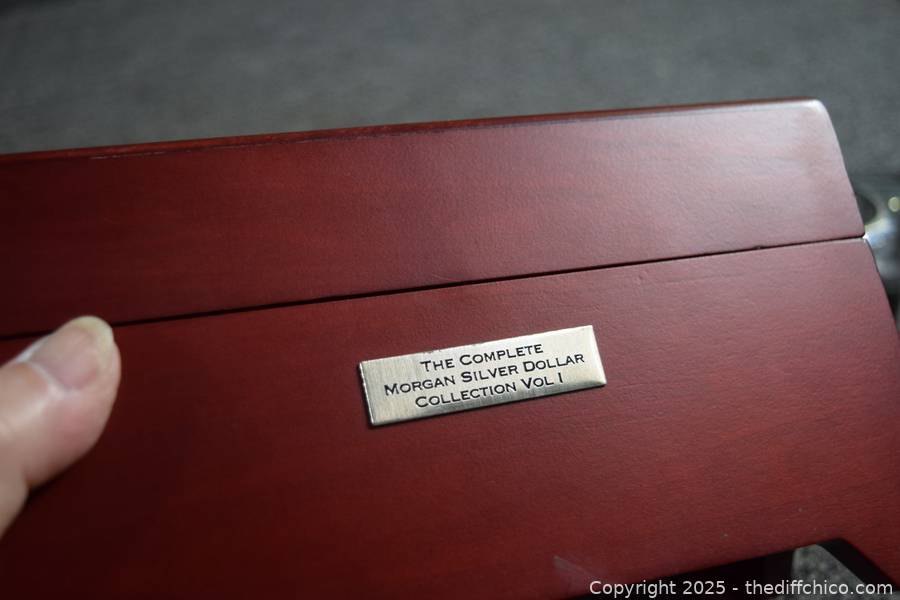 The Complete
Morgan Silver Dollar
Collection Vol I
Copyright 2025 - thediffchico.com